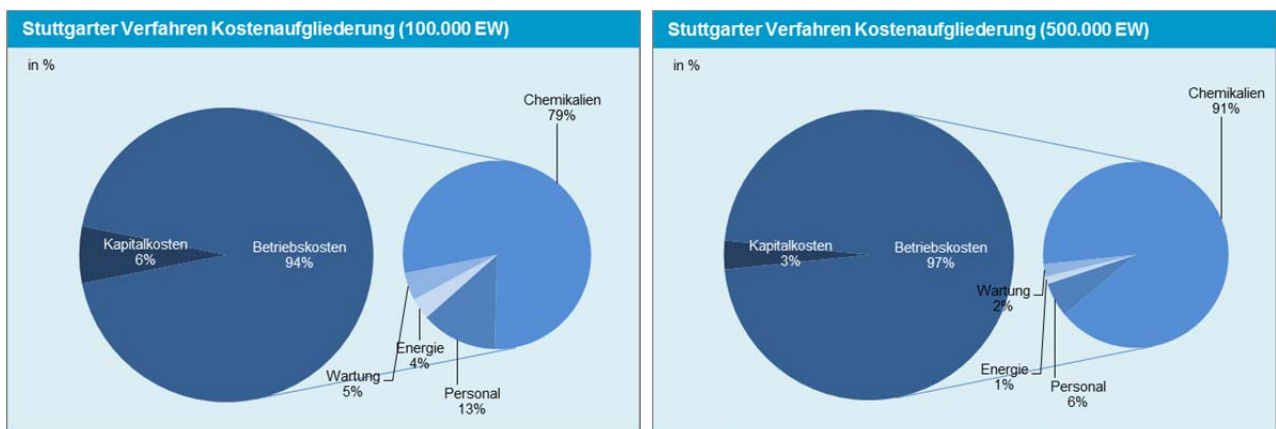 Stuttgarter Verfahren Kostenaufgliederung (100.000 EW)
in %
Chemikalien
79%
Kapitalkosten
6%
Betriebskosten
94%
Energie
4%
Wartung
5%
Personal
13%
Stuttgarter Verfahren Kostenaufgliederung (500.000 EW)
in %
Chemikalien
91%
Kapitalkosten
3%
Betriebskosten
97%
Wartung
2%
Energie
1%
Personal
6%